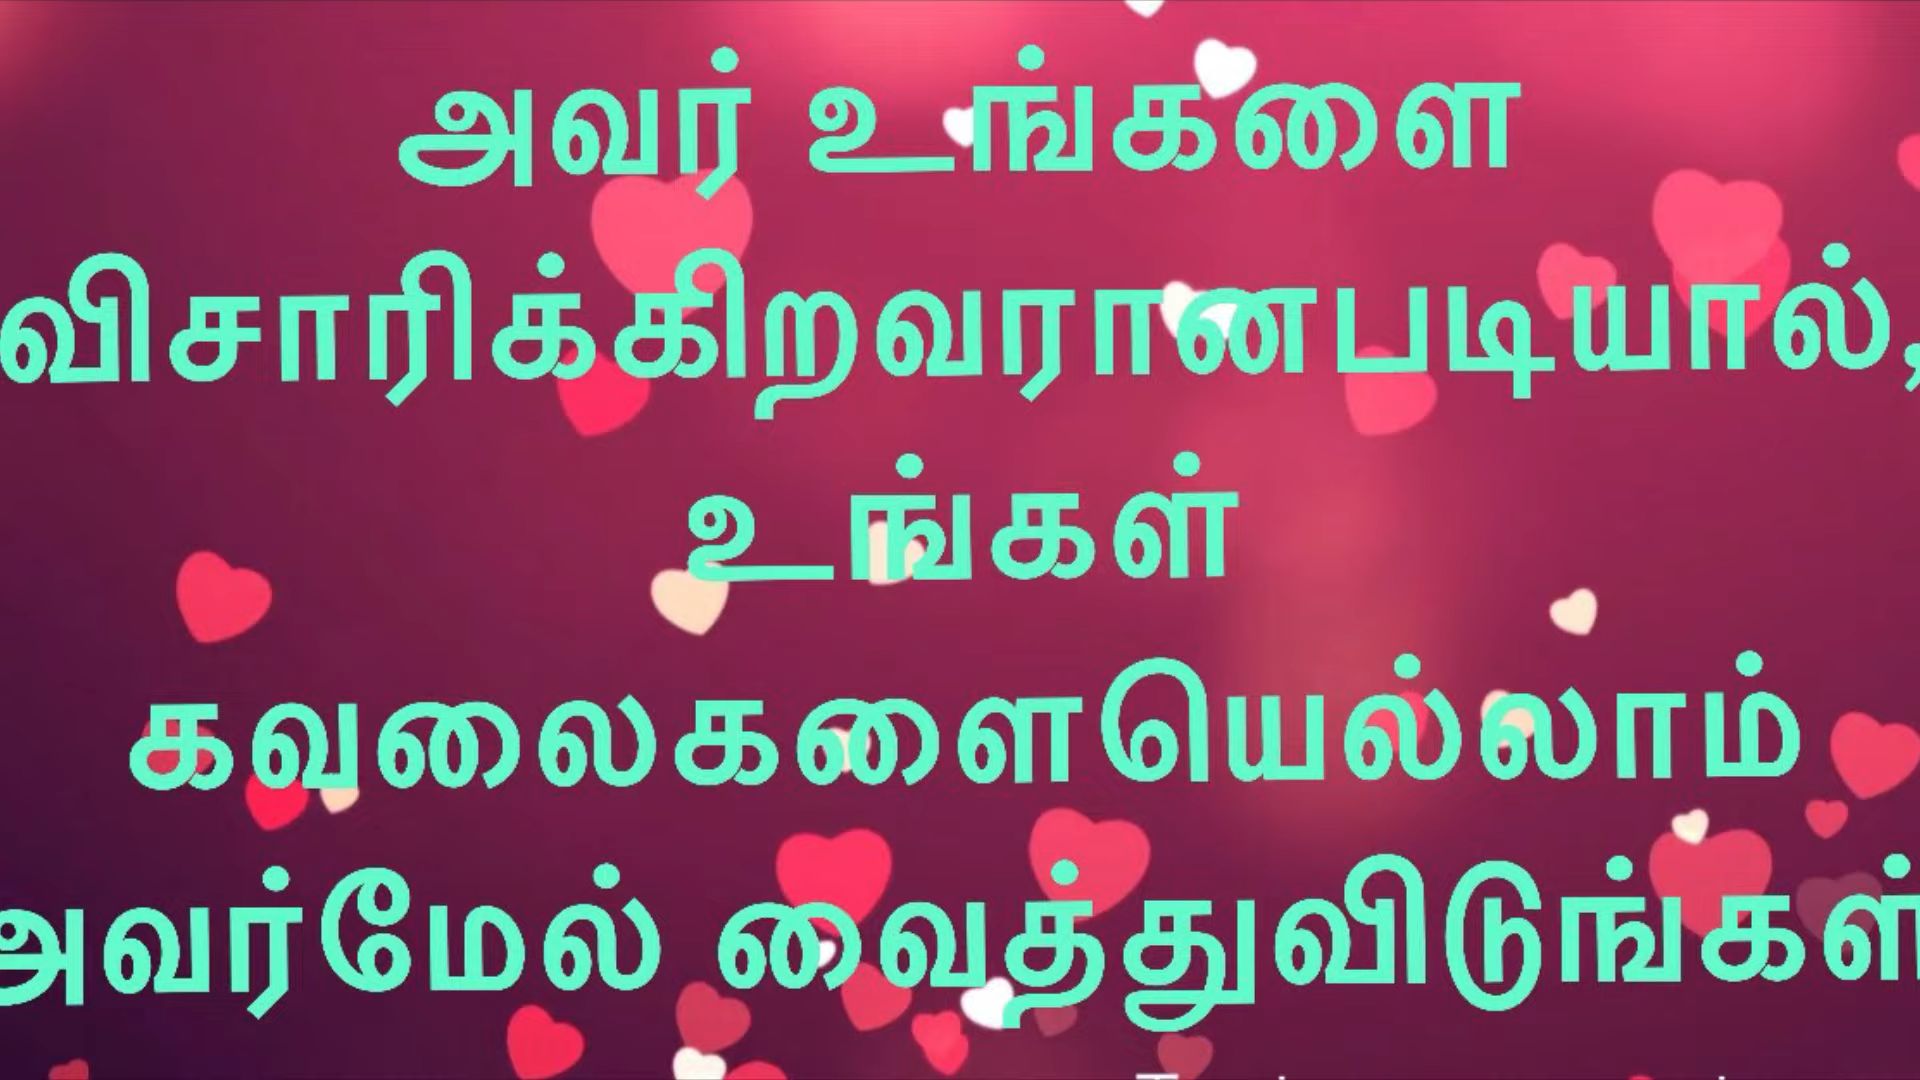 அவர் உங்களை
விசாரிக்கிறவரானபடியால்,
உங்கள்
கவலைகளையெல்லாம்
அவர்மேல் வைத்துவிடுங்கள்